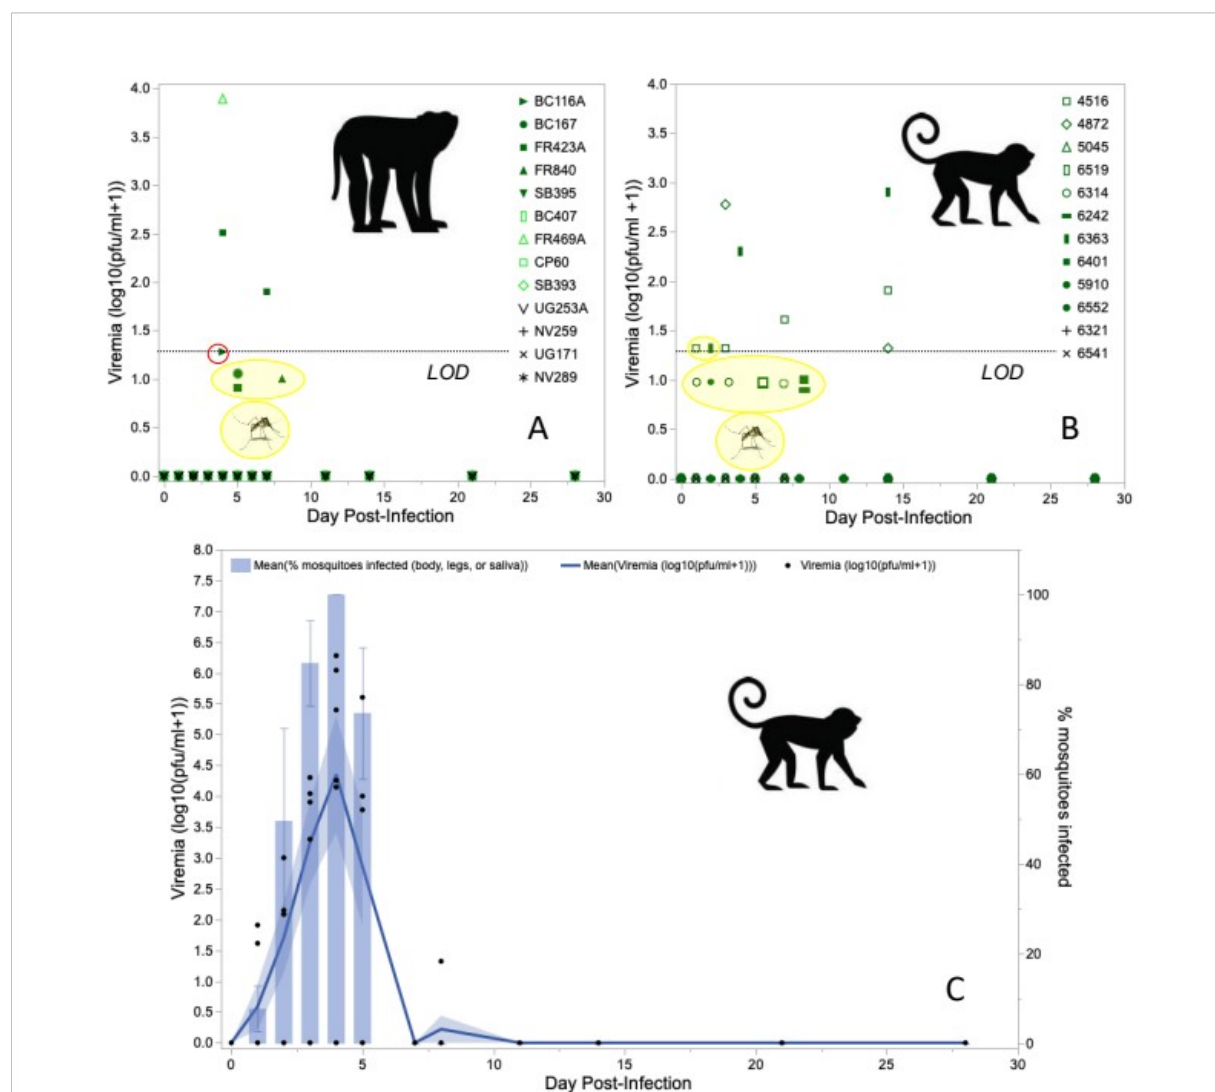 4.0
3.5
3.0
2.5
2.0
1.5
1.0
0.5
0.0
Viremia (log10(pfu/ml+1))
0 5 10 15 20 25 30
Day Post-Infection
BC116A
BC167
FR423A
FR840
SB395
BC407
FR469A
CP60
SB393
UG253A
NV259
UG171
NV289
LOD
A
4.0
3.5
3.0
2.5
2.0
1.5
1.0
0.5
0.0
Viremia (log10(pfu/ml +1))
0 5 10 15 20 25 30
Day Post-Infection
4516
4872
5045
6519
6314
6242
6363
6401
5910
6552
6321
6541
LOD
B
8.0
7.5
7.0
6.5
6.0
5.5
5.0
4.5
4.0
3.5
3.0
2.5
2.0
1.5
1.0
0.5
0.0
Viremia (log10(pfu/ml+1))
Mean(% mosquitoes infected (body, legs, or saliva)) Mean(Viremia (log10(pfu/ml+1))) Viremia (log10(pfu/ml+1))
100
80
60
40
20
0
% mosquitoes infected
C
0 5 10 15 20 25 30
Day Post-Infection